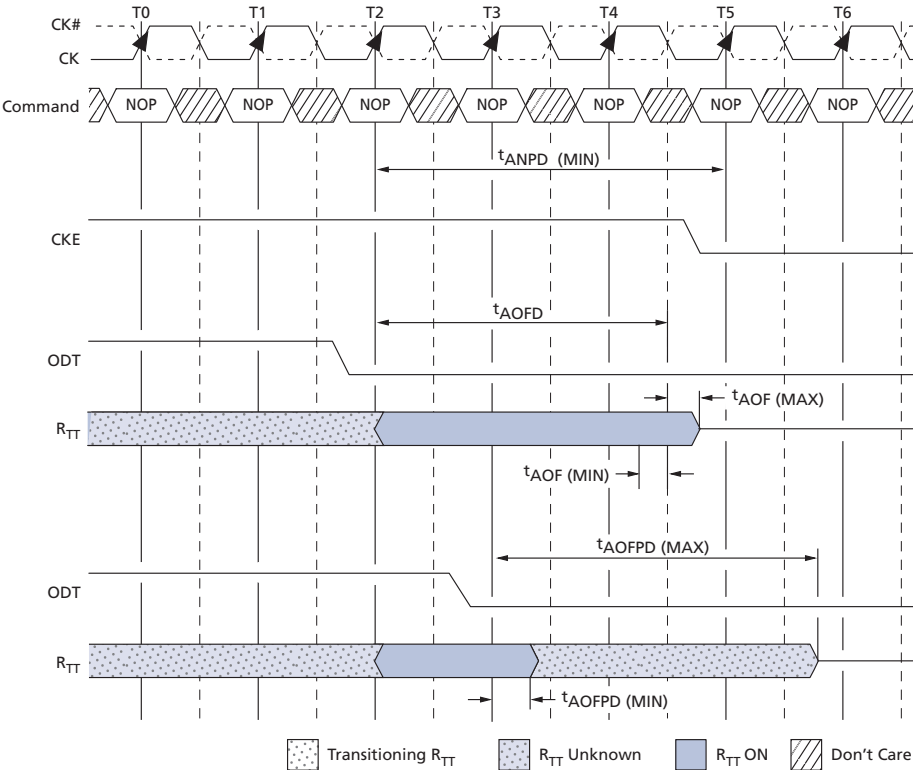 T0 T1 T2 T3 T4 T5 T6
CK#
CK
Command NOP NOP NOP NOP NOP NOP NOP
tANPD (MIN)
CKE
tAOFD
ODT
tAOF (MAX)
RTT
tAOF (MIN)
tAOFPD (MAX)
ODT
RTT
tAOFPD (MIN)
Transitioning RTT RTT Unknown RTT ON Don't Care